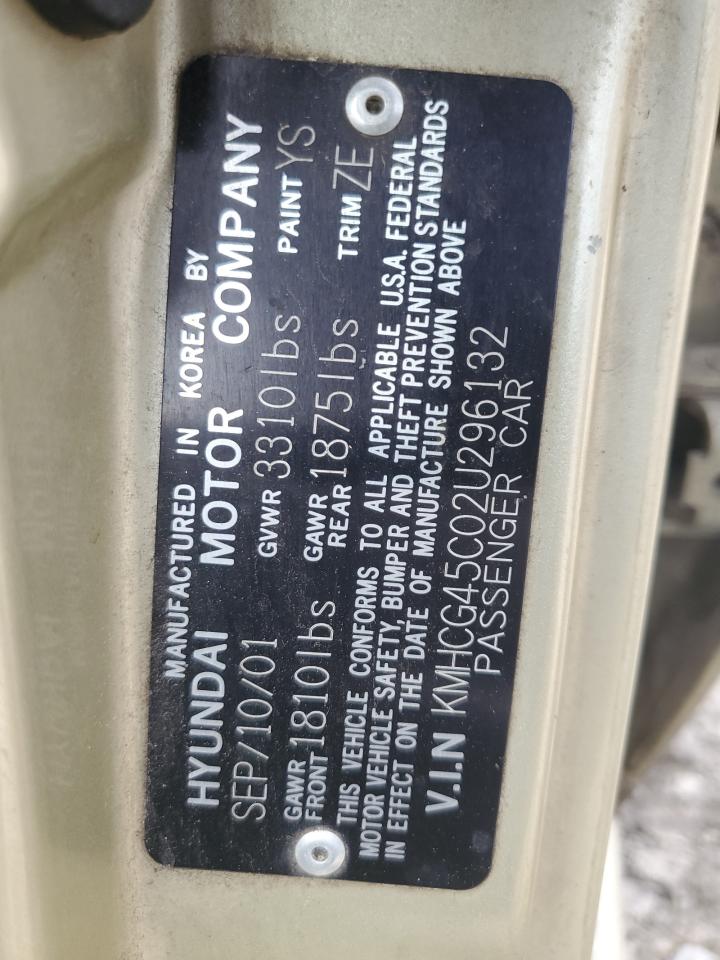 MANUFACTURED IN KOREA BY
HYUNDAI MOTOR COMPANY
SEP/10/01 GVWR 3310lbs PAINT YS
GAWR FRONT 1810lbs GAWR REAR 1875lbs TRIM ZE
THIS VEHICLE CONFORMS TO ALL APPLICABLE U.S.A. FEDERAL
MOTOR VEHICLE SAFETY, BUMPER AND THEFT PREVENTION STANDARDS
IN EFFECT ON THE DATE OF MANUFACTURE SHOWN ABOVE
V.I.N KMHCG45C02U296132
PASSENGER CAR